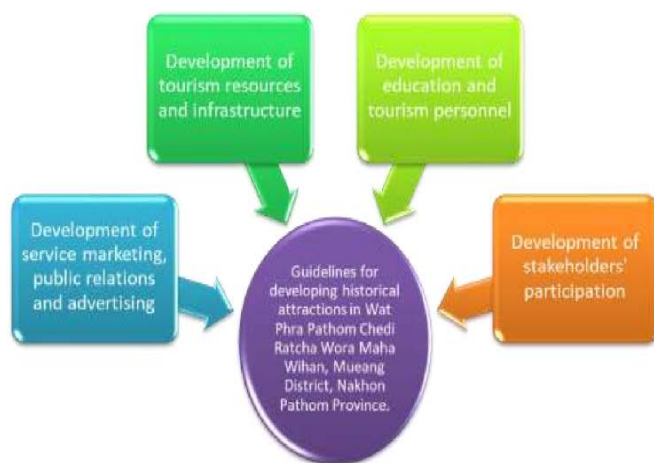 Development of
tourism resources
and infrastructure
Development of
education and
tourism personnel
Development of
service marketing,
public relations
and advertising
Development of
stakeholders'
participation
Guidelines for
developing historical
attractions in Wat
Phra Pathom Chedi
Ratcha Wora Maha
Wihan, Mueang
District, Nakhon
Pathom Province.